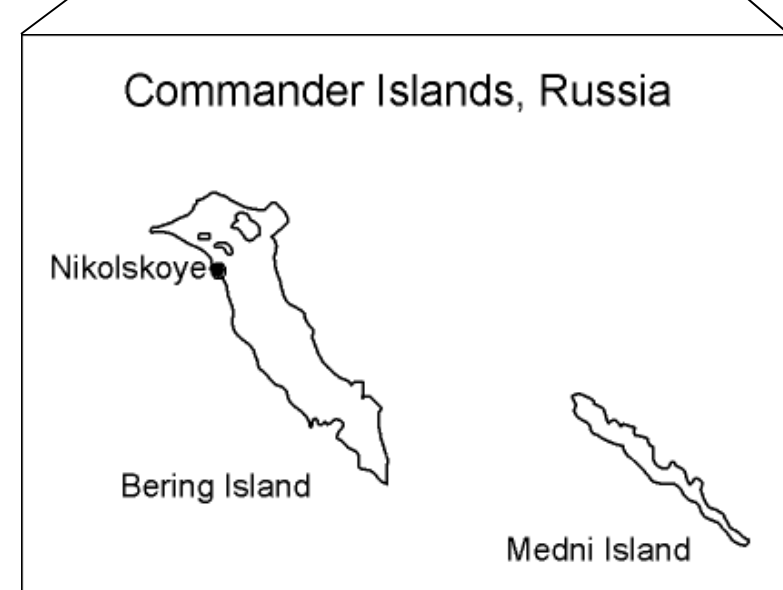 Commander Islands, Russia
Nikolskoye
Bering Island
Medni Island